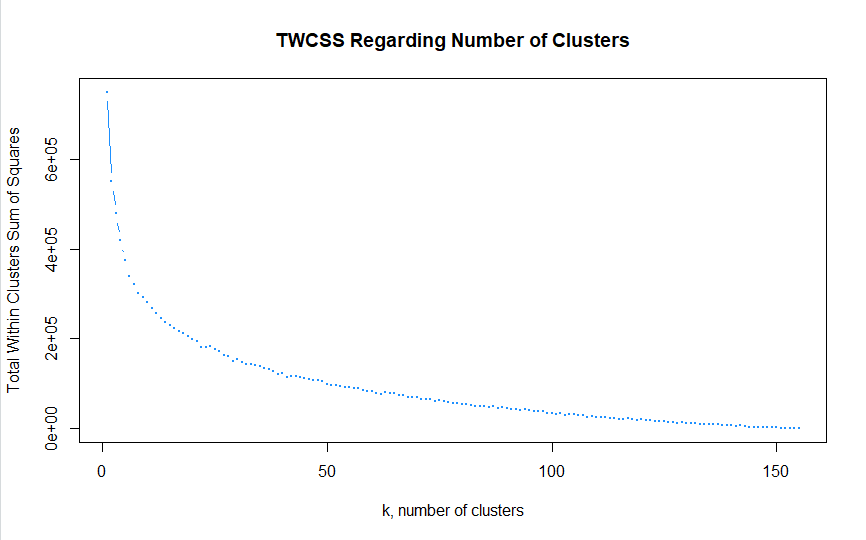 TWCSS Regarding Number of Clusters
Total Within Clusters Sum of Squares
6e+05
4e+05
2e+05
0e+00
0 50 100 150
k, number of clusters